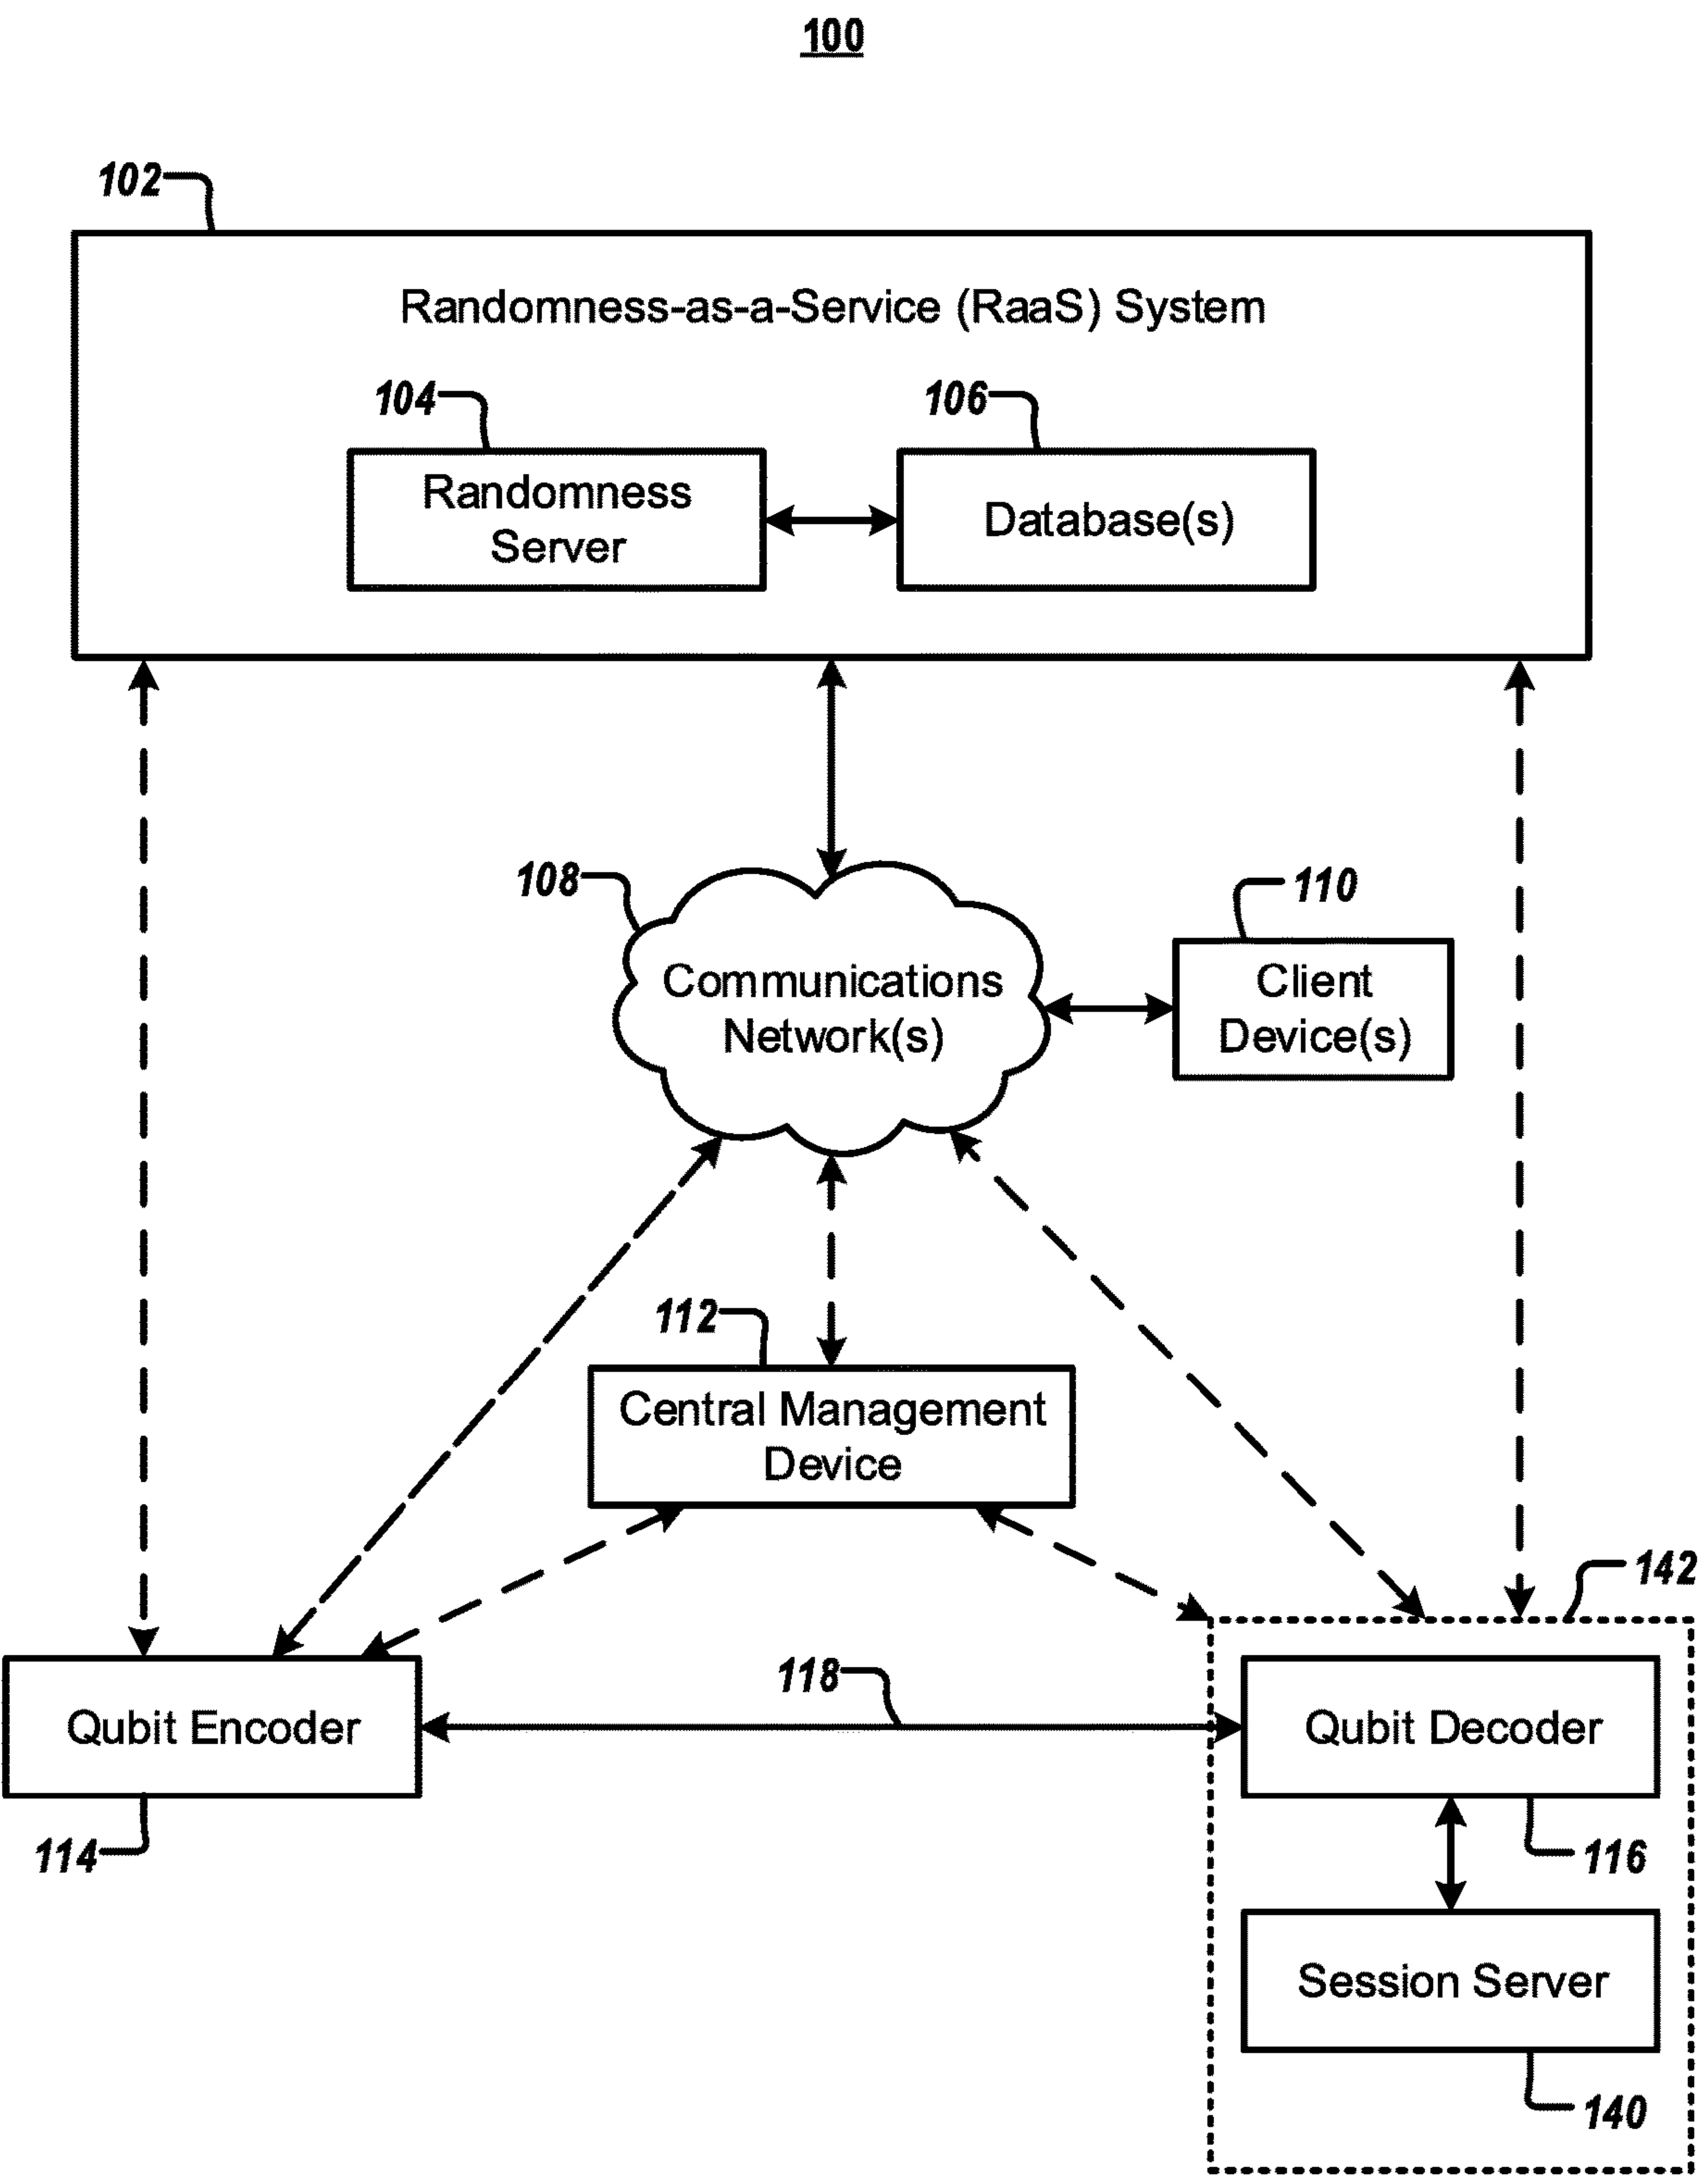 100
102
Randomness-as-a-Service (RaaS) System
104
106
Randomness
Server
Database(s)
108
110
Communications
Network(s)
Client
Device(s)
112
Central Management
Device
142
118
Qubit Encoder
Qubit Decoder
114
116
Session Server
140